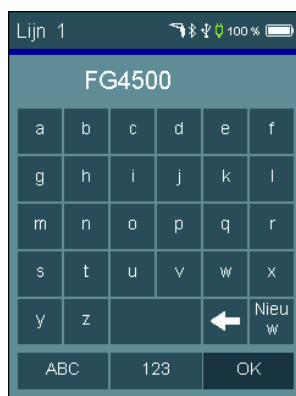 Lijn 1 100 %
FG4500
a b c d e f
g h i j k l
m n o p q r
s t u v w x
y z Nieu
w
ABC 123 OK